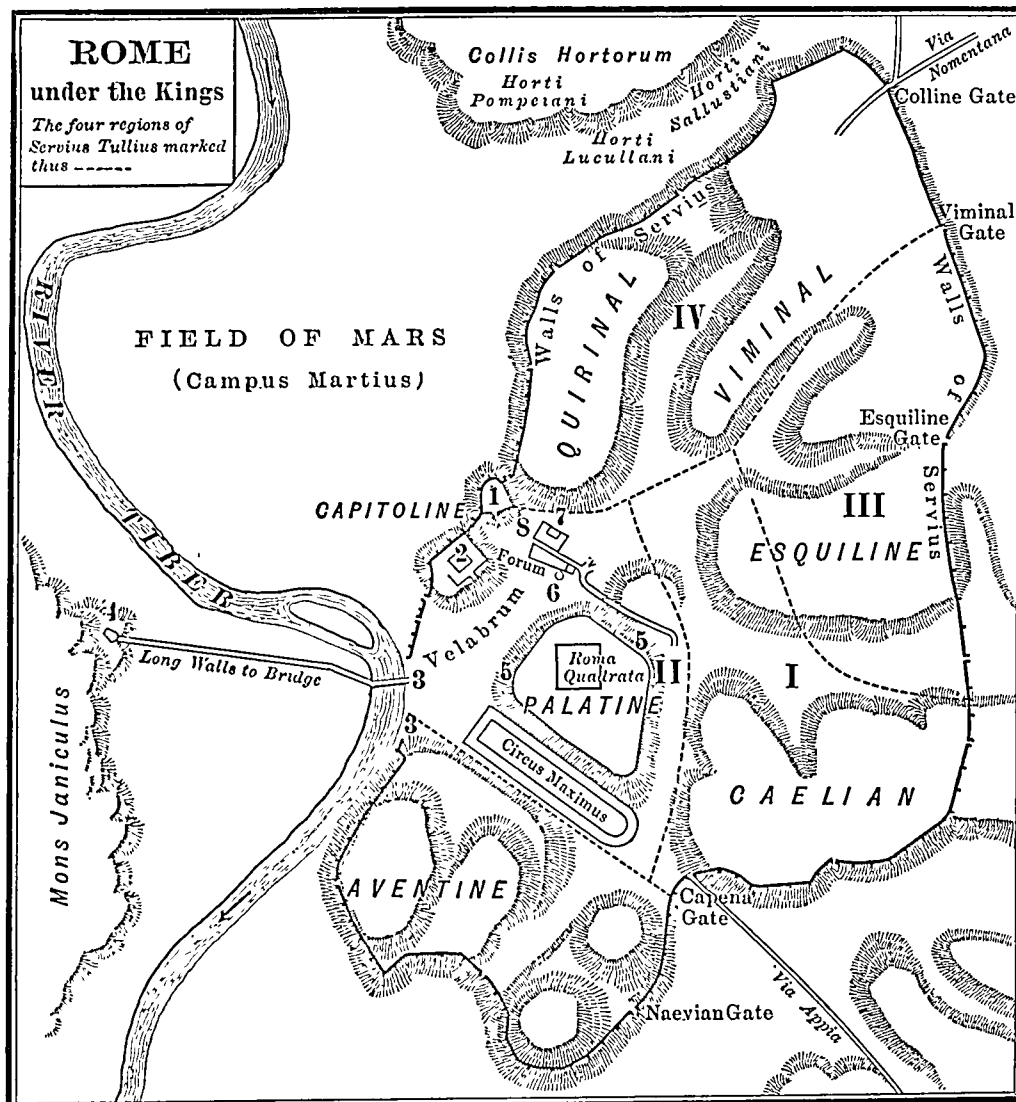 ROME
under the Kings
The four regions of
Servius Tullius marked
thus ------
Collis Hortorum
Horti
Pompeiani
Horti
Sallustiani
Horti
Lucullani
Via
Nomentana
Colline Gate
Viminal
Gate
Walls of Servius
Walls of Servius
RIVER TIBER
FIELD OF MARS
(Campus Martius)
QUIRINAL
IV
VIMINAL
Esquiline
Gate
CAPITOLINE
1
2
8
7
Forum
6
III
ESQUILINE
4
Long Walls to Bridge
3
3
Velabrum
5
5
Roma
Quadrata
PALATINE
II
I
Circus Maximus
CAELIAN
Mons Janiculus
AVENTINE
Capena
Gate
Via Appia
Naevian Gate